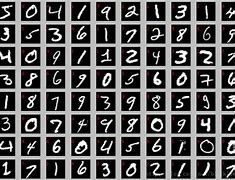 5 0 4 1 9 2 1 3 1 4
3 5 3 6 1 7 2 8 6 9
4 0 9 1 1 2 4 3 2 7
3 8 6 9 0 5 6 0 7 6
1 8 7 9 3 9 8 5 9 3
3 0 7 4 9 8 0 9 4 1
4 4 6 0 4 5 6 1 0 0
1 7 1 6 3 0 2 1 1 7